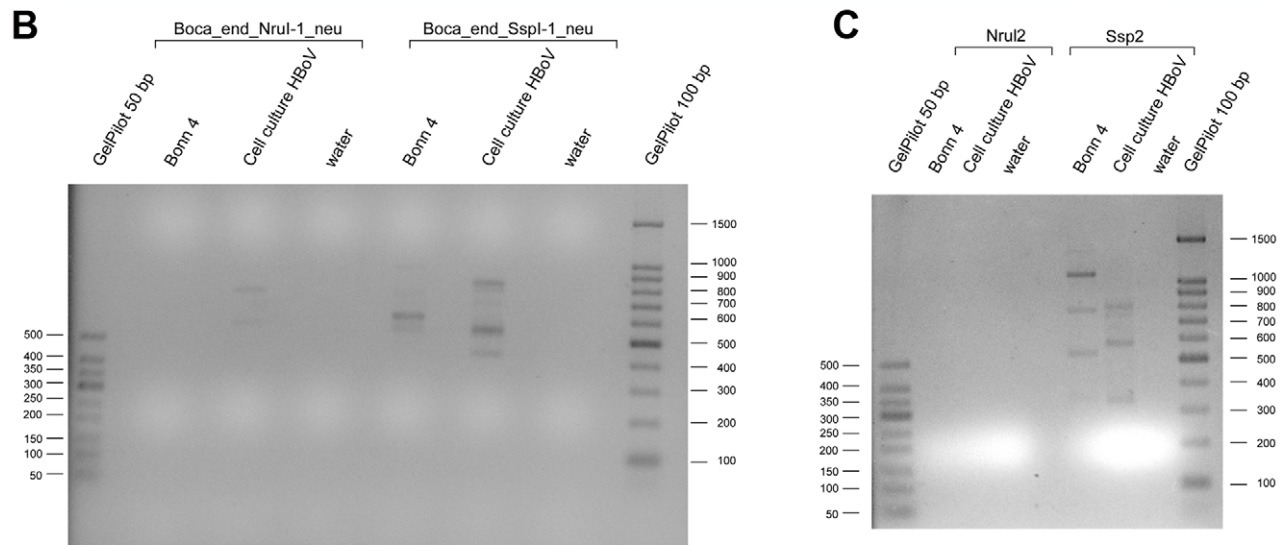 B
Boca_end_NruI-1_neu
Boca_end_SspI-1_neu
GelPilot 50 bp
Bonn 4
Cell culture HBoV
water
Bonn 4
Cell culture HBoV
water
GelPilot 100 bp
500
400
350
300
250
200
150
100
50
1500
1000
900
800
700
600
500
400
300
200
100
C
NruI2
Ssp2
GelPilot 50 bp
Bonn 4
Cell culture HBoV
water
Bonn 4
Cell culture HBoV
water
GelPilot 100 bp
500
400
350
300
250
200
150
100
50
1500
1000
900
800
700
600
500
400
300
200
100